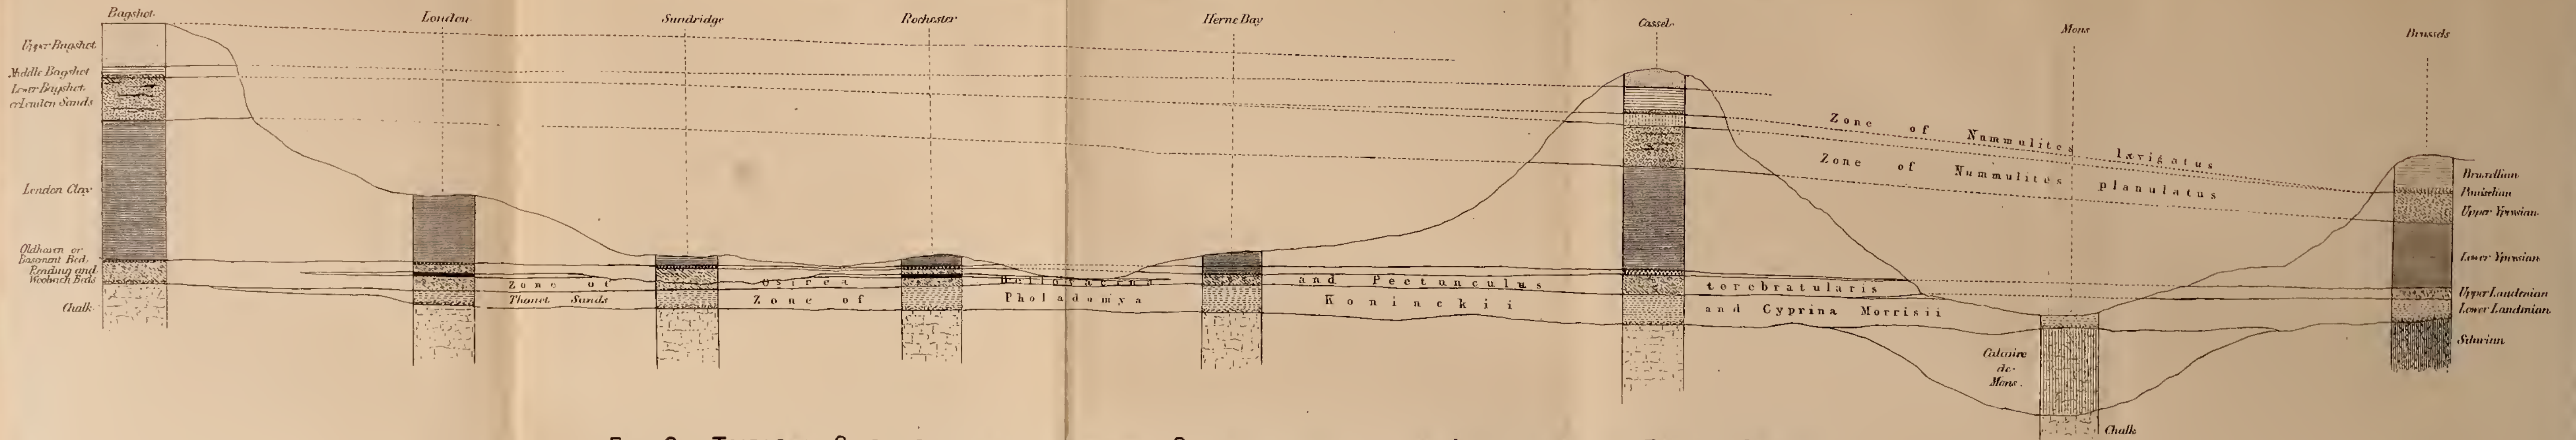 Bagshot.
London.
Sundridge
Rochester
Herne Bay
Cassel.
Mons
Brussels
Upper Bagshot
Middle Bagshot
Lower Bagshot
or London Sands
London Clay
Oldhaven or
Basement Bed.
Reading and
Woolwich Beds
Chalk.
Zone of Nummulites lævigatus
Zone of Nummulites planulatus
Zone of Ostrea Bellovacena and Pectunculus terebratularis
Thanet Sands Zone of Pholadomya Koninckii and Cyprina Morrisii
Bruxellian
Paniselian
Upper Ypresian
Lower Ypresian
Upper Landenian
Lower Landenian
Silurian
Calcaire
de
Mons.
Chalk